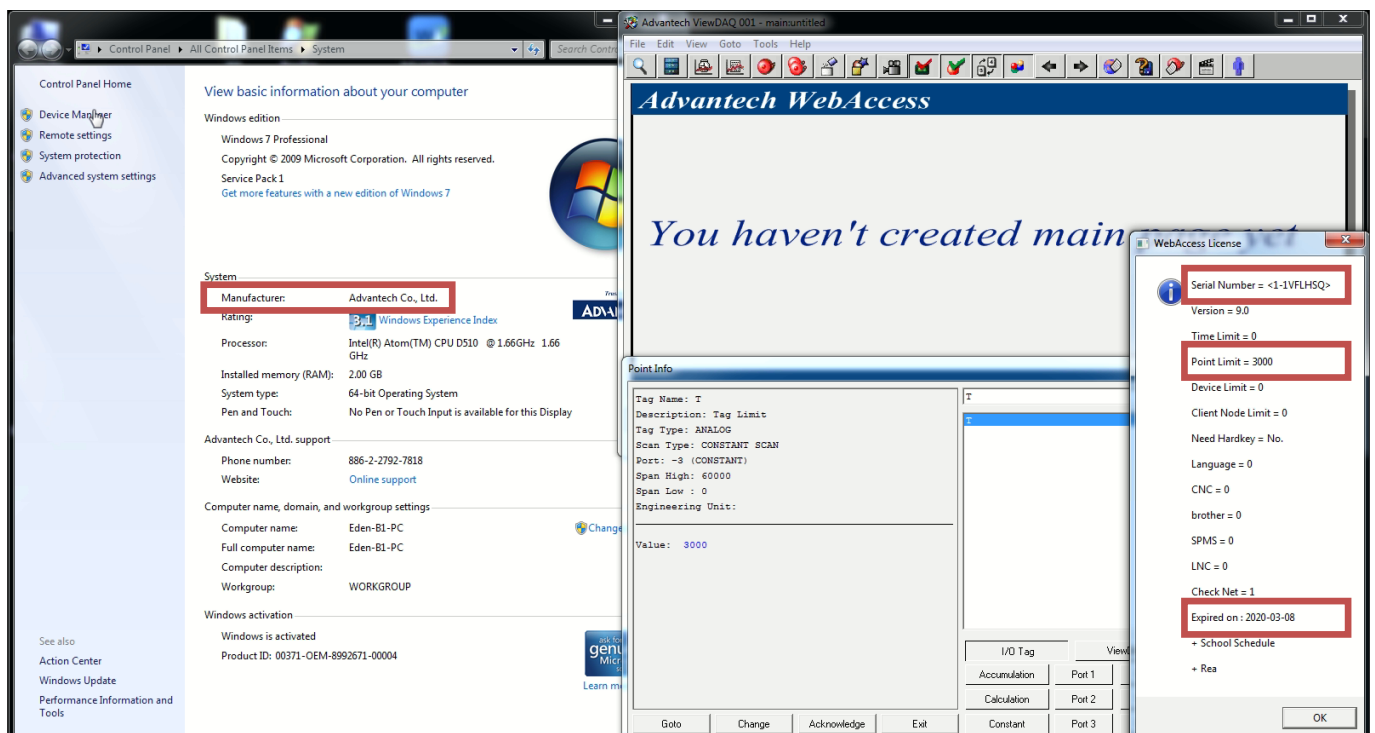 Control Panel ▸ All Control Panel Items ▸ System
Search Contr
Control Panel Home
Device Manager
Remote settings
System protection
Advanced system settings
See also
Action Center
Windows Update
Performance Information and
Tools
View basic information about your computer
Windows edition
Windows 7 Professional
Copyright © 2009 Microsoft Corporation. All rights reserved.
Service Pack 1
Get more features with a new edition of Windows 7
System
Manufacturer: Advantech Co., Ltd.
Rating: 3.1 Windows Experience Index
Processor: Intel(R) Atom(TM) CPU D510 @ 1.66GHz 1.66
GHz
Installed memory (RAM): 2.00 GB
System type: 64-bit Operating System
Pen and Touch: No Pen or Touch Input is available for this Display
Advantech Co., Ltd. support
Phone number: 886-2-2792-7818
Website: Online support
Computer name, domain, and workgroup settings
Computer name: Eden-B1-PC
Change
Full computer name: Eden-B1-PC
Computer description:
Workgroup: WORKGROUP
Windows activation
Windows is activated
Product ID: 00371-OEM-8992671-00004
ask for
genu
Micr
Learn m
Advantech ViewDAQ 001 - main:untitled
File Edit View Goto Tools Help
Advantech WebAccess
You haven't created main page yet
Point Info
Tag Name: T
Description: Tag Limit
Tag Type: ANALOG
Scan Type: CONSTANT SCAN
Port: -3 (CONSTANT)
Span High: 60000
Span Low : 0
Engineering Unit:
Value: 3000
T
T
I/O Tag View
Accumulation Port 1
Calculation Port 2
Constant Port 3
Goto Change Acknowledge Exit
WebAccess License
Serial Number = <1-1VFLHSQ>
Version = 9.0
Time Limit = 0
Point Limit = 3000
Device Limit = 0
Client Node Limit = 0
Need Hardkey = No.
Language = 0
CNC = 0
brother = 0
SPMS = 0
LNC = 0
Check Net = 1
Expired on : 2020-03-08
+ School Schedule
+ Rea
OK